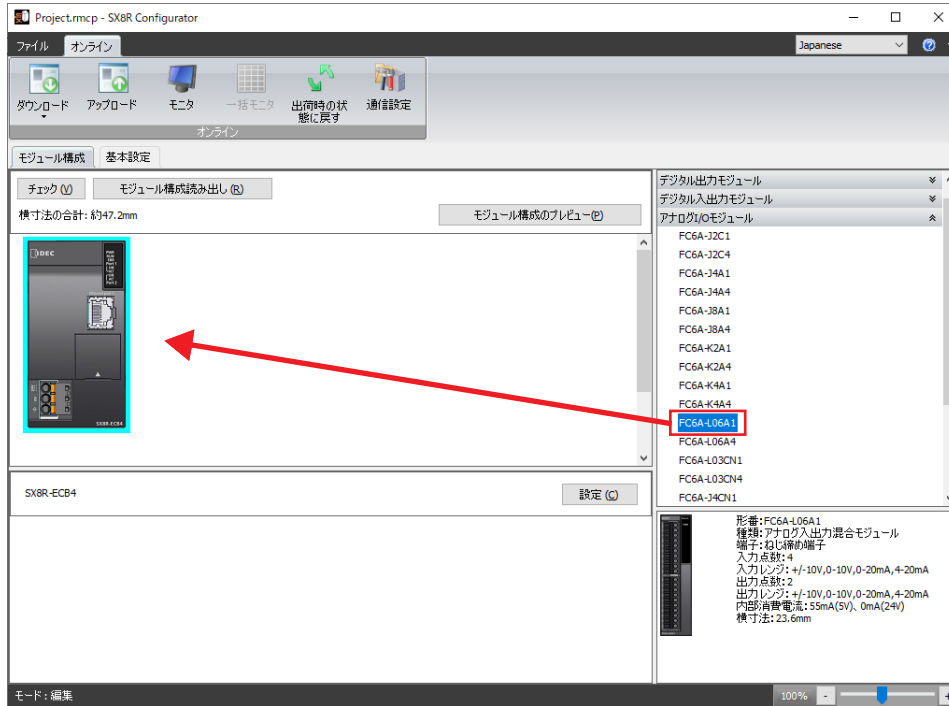 Project.rmcp - SX8R Configurator
ファイル オンライン Japanese
ダウンロード アップロード モニタ 一括モニタ 出荷時の状態に戻す 通信設定
オンライン
モジュール構成 基本設定
チェック (V) モジュール構成読み出し (R)
横寸法の合計: 約47.2mm モジュール構成のプレビュー(P)
IDEC
SX8R-ECB4
SX8R-ECB4 設定 (C)
デジタル出力モジュール
デジタル入出力モジュール
アナログI/Oモジュール
FC6A-J2C1
FC6A-J2C4
FC6A-J4A1
FC6A-J4A4
FC6A-J8A1
FC6A-J8A4
FC6A-K2A1
FC6A-K2A4
FC6A-K4A1
FC6A-K4A4
FC6A-L06A1
FC6A-L06A4
FC6A-L03CN1
FC6A-L03CN4
FC6A-J4CN1
形番:FC6A-L06A1
種類:アナログ入出力混合モジュール
端子:ねじ締め端子
入力点数:4
入力レンジ:+/-10V,0-10V,0-20mA,4-20mA
出力点数:2
出力レンジ:+/-10V,0-10V,0-20mA,4-20mA
内部消費電流:55mA(5V)、0mA(24V)
横寸法:23.6mm
モード : 編集 100% - +